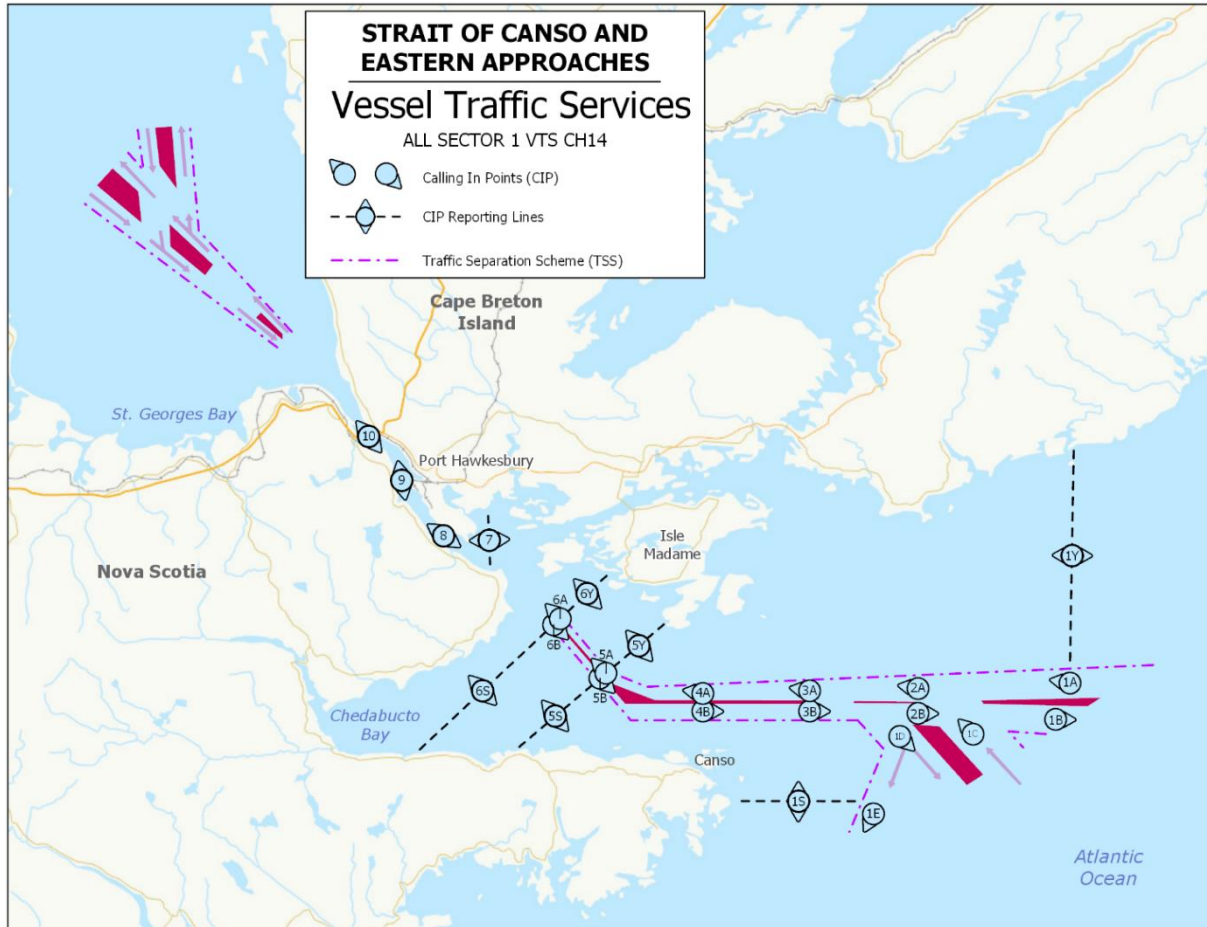 STRAIT OF CANSO AND
EASTERN APPROACHES
Vessel Traffic Services
ALL SECTOR 1 VTS CH14
Calling In Points (CIP)
CIP Reporting Lines
Traffic Separation Scheme (TSS)
Cape Breton
Island
St. Georges Bay
10
Port Hawkesbury
9
8
7
Isle
Madame
1Y
Nova Scotia
6A
6Y
6B
5Y
5A
5B
6S
5S
4A
3A
2A
1A
4B
3B
2B
1B
1D
1C
Chedabucto
Bay
Canso
1S
1E
Atlantic
Ocean